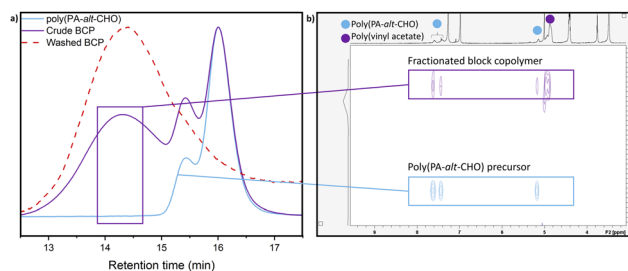 a)
poly(PA-alt-CHO)
Crude BCP
Washed BCP
13 14 15 16 17
Retention time (min)
b)
Poly(PA-alt-CHO)
Poly(vinyl acetate)
Fractionated block copolymer
Poly(PA-alt-CHO) precursor
9 8 7 6 5 4 F2 [ppm]